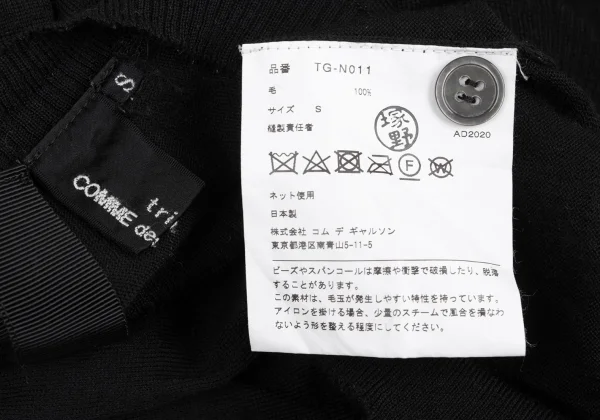 S
tri
COMME des
品番 TG-N011
毛 100%
サイズ S
縫製責任者
塚野
AD2020
F
W
ネット使用
日本製
株式会社 コム デ ギャルソン
東京都港区南青山5-11-5
ビーズやスパンコールは摩擦や衝撃で破損したり、脱落
することがあります。
この素材は、毛玉が発生しやすい特性を持っています。
アイロンを掛ける場合、少量のスチームで風合を損なわ
ないよう形を整える程度にしてください。